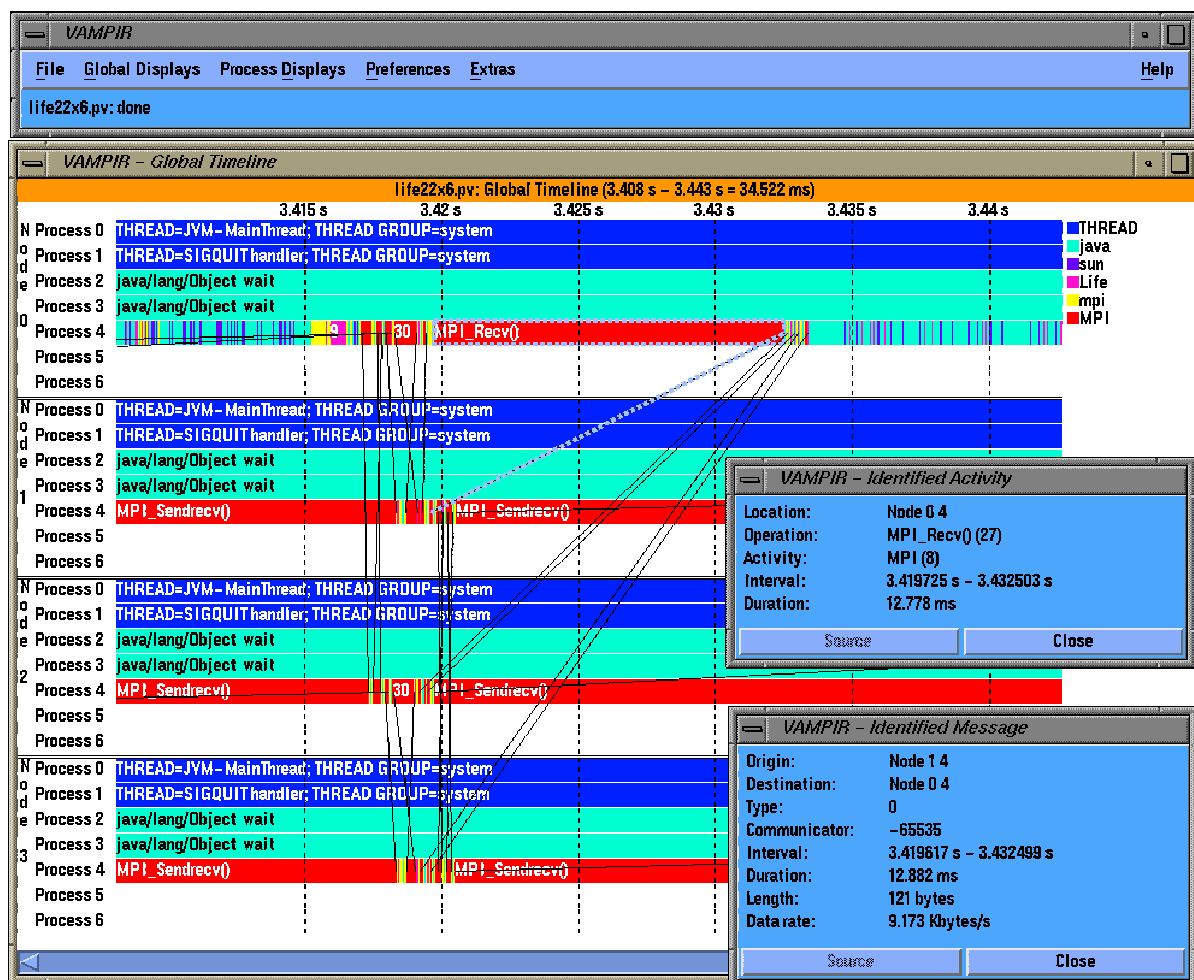 VAMPIR
File Global Displays Process Displays Preferences Extras Help
life22x6.pv: done
VAMPIR – Global Timeline
life22x6.pv: Global Timeline (3.408 s – 3.443 s = 34.522 ms)
3.415 s 3.42 s 3.425 s 3.43 s 3.435 s 3.44 s
Node 0
Process 0 THREAD=JVM-MainThread; THREAD GROUP=system
Process 1 THREAD=SIGQUIThandler; THREAD GROUP=system
Process 2 java/lang/Object wait
Process 3 java/lang/Object wait
Process 4 9 30 MPI_Recv()
Process 5
Process 6
THREAD
java
sun
Life
mpi
MPI
Node 1
Process 0 THREAD=JVM-MainThread; THREAD GROUP=system
Process 1 THREAD=SIGQUIThandler; THREAD GROUP=system
Process 2 java/lang/Object wait
Process 3 java/lang/Object wait
Process 4 MPI_Sendrecv() MPI_Sendrecv()
Process 5
Process 6
Node 2
Process 0 THREAD=JVM-MainThread; THREAD GROUP=system
Process 1 THREAD=SIGQUIThandler; THREAD GROUP=system
Process 2 java/lang/Object wait
Process 3 java/lang/Object wait
Process 4 MPI_Sendrecv() 30 MPI_Sendrecv()
Process 5
Process 6
Node 3
Process 0 THREAD=JVM-MainThread; THREAD GROUP=system
Process 1 THREAD=SIGQUIThandler; THREAD GROUP=system
Process 2 java/lang/Object wait
Process 3 java/lang/Object wait
Process 4 MPI_Sendrecv() MPI_Sendrecv()
Process 5
Process 6
VAMPIR – Identified Activity
Location: Node 0 4
Operation: MPI_Recv() (27)
Activity: MPI (8)
Interval: 3.419725 s – 3.432503 s
Duration: 12.778 ms
Source Close
VAMPIR – Identified Message
Origin: Node 1 4
Destination: Node 0 4
Type: 0
Communicator: -65535
Interval: 3.419617 s – 3.432499 s
Duration: 12.882 ms
Length: 121 bytes
Data rate: 9.173 Kbytes/s
Source Close